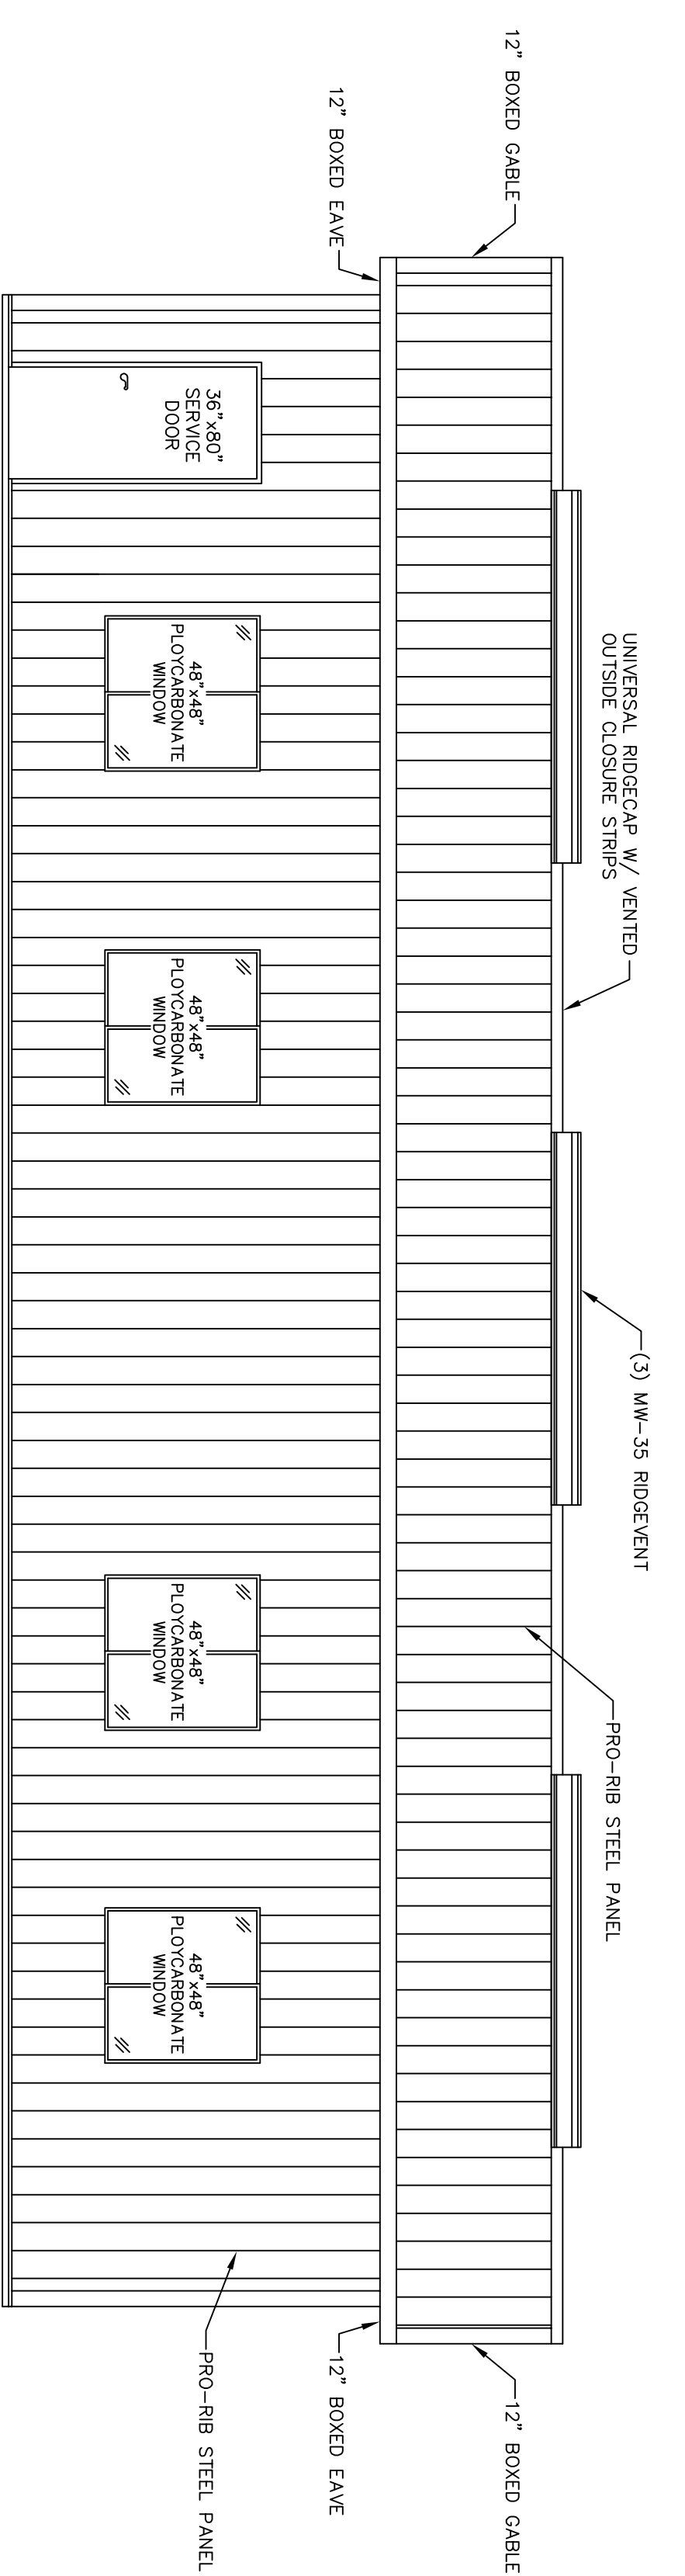 12" BOXED GABLE
12" BOXED EAVE
UNIVERSAL RIDGECAP W/ VENTED
OUTSIDE CLOSURE STRIPS
(3) MW-35 RIDGEVENT
PRO-RIB STEEL PANEL
12" BOXED GABLE
12" BOXED EAVE
PRO-RIB STEEL PANEL
36"x80"
SERVICE
DOOR
48"x48"
PLOYCARBONATE
WINDOW
48"x48"
PLOYCARBONATE
WINDOW
48"x48"
PLOYCARBONATE
WINDOW
48"x48"
PLOYCARBONATE
WINDOW